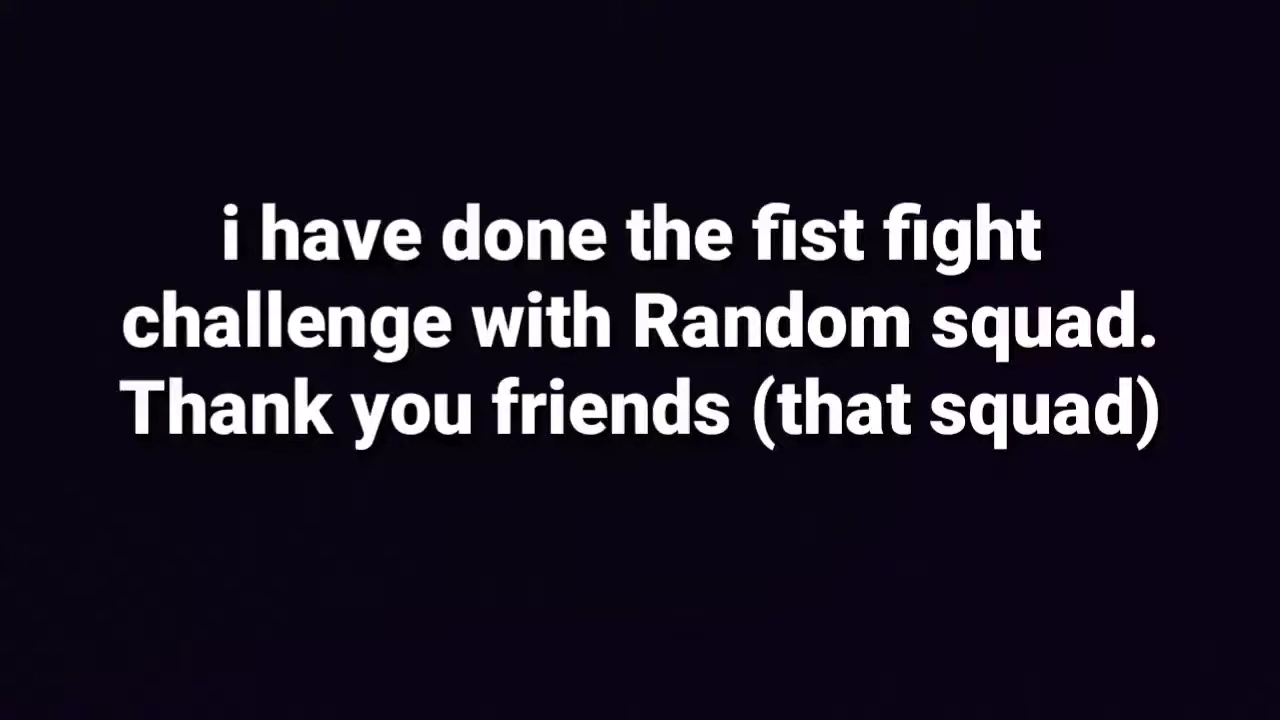 i have done the fist fight
challenge with Random squad.
Thank you friends (that squad)